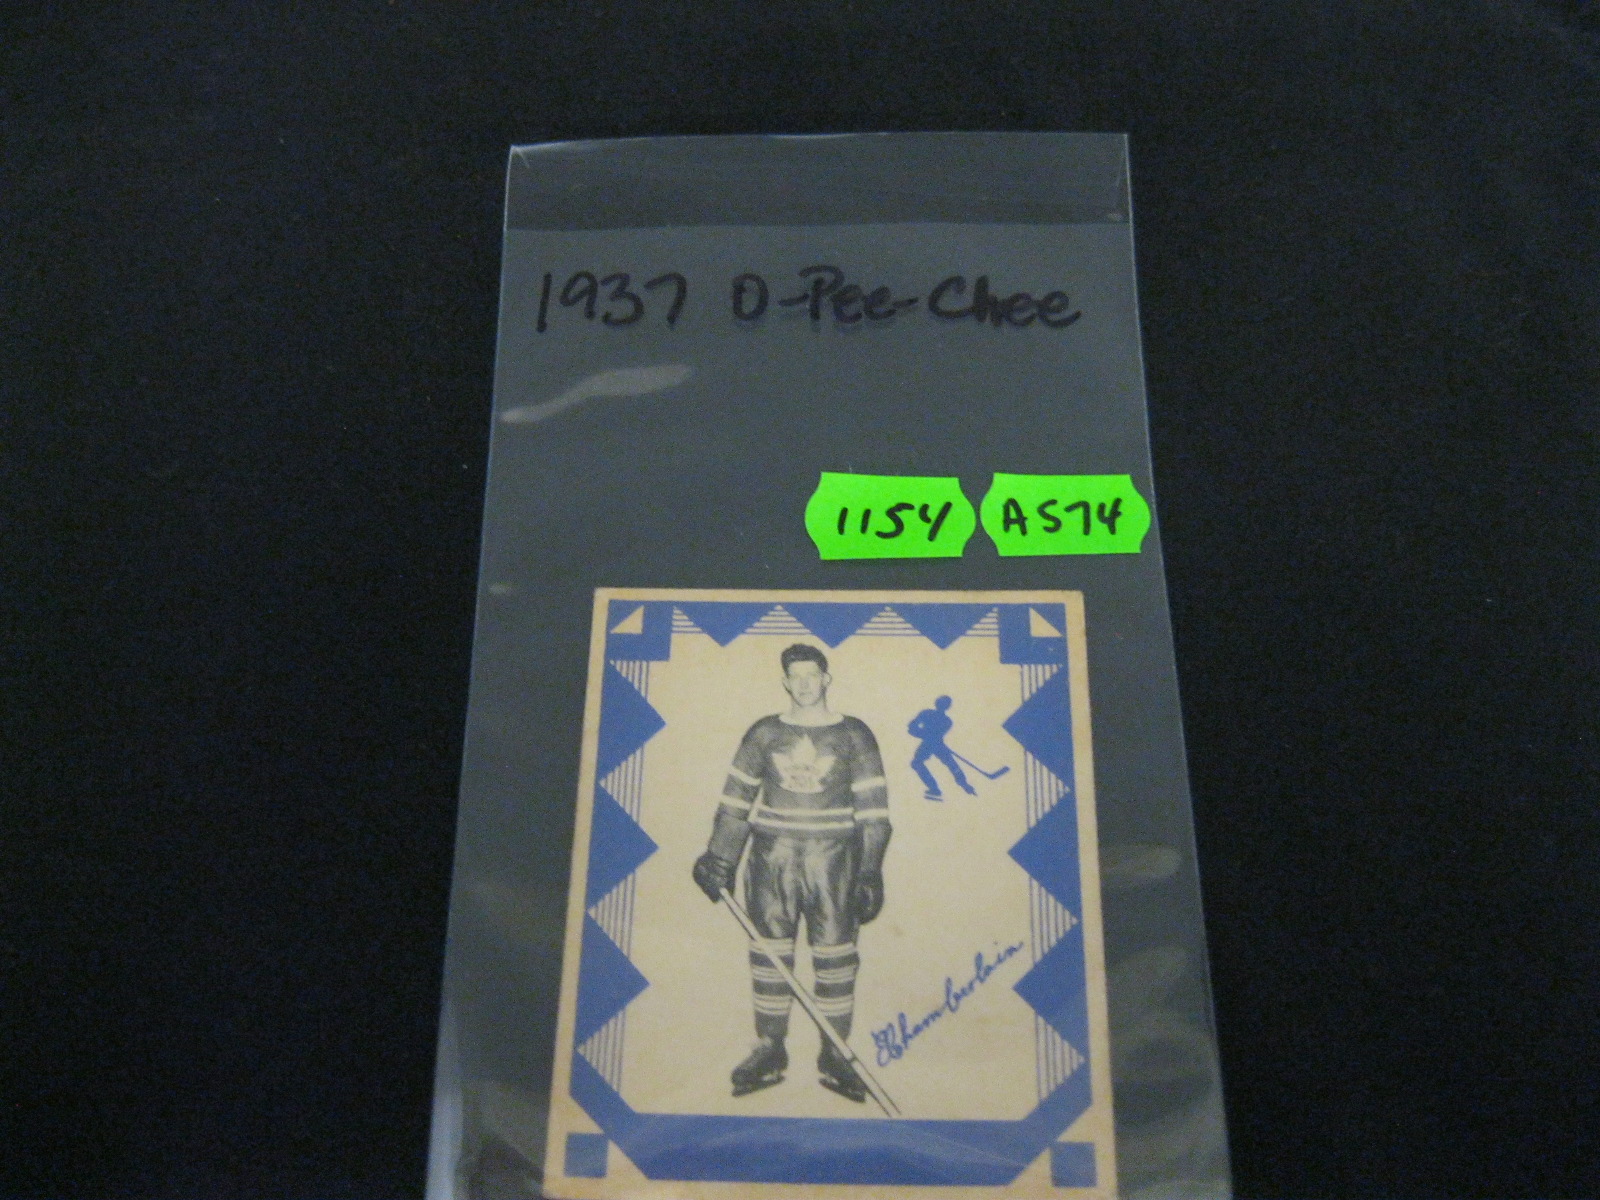 1937 O-Pee-Chee
1154 A574
Chamberlain